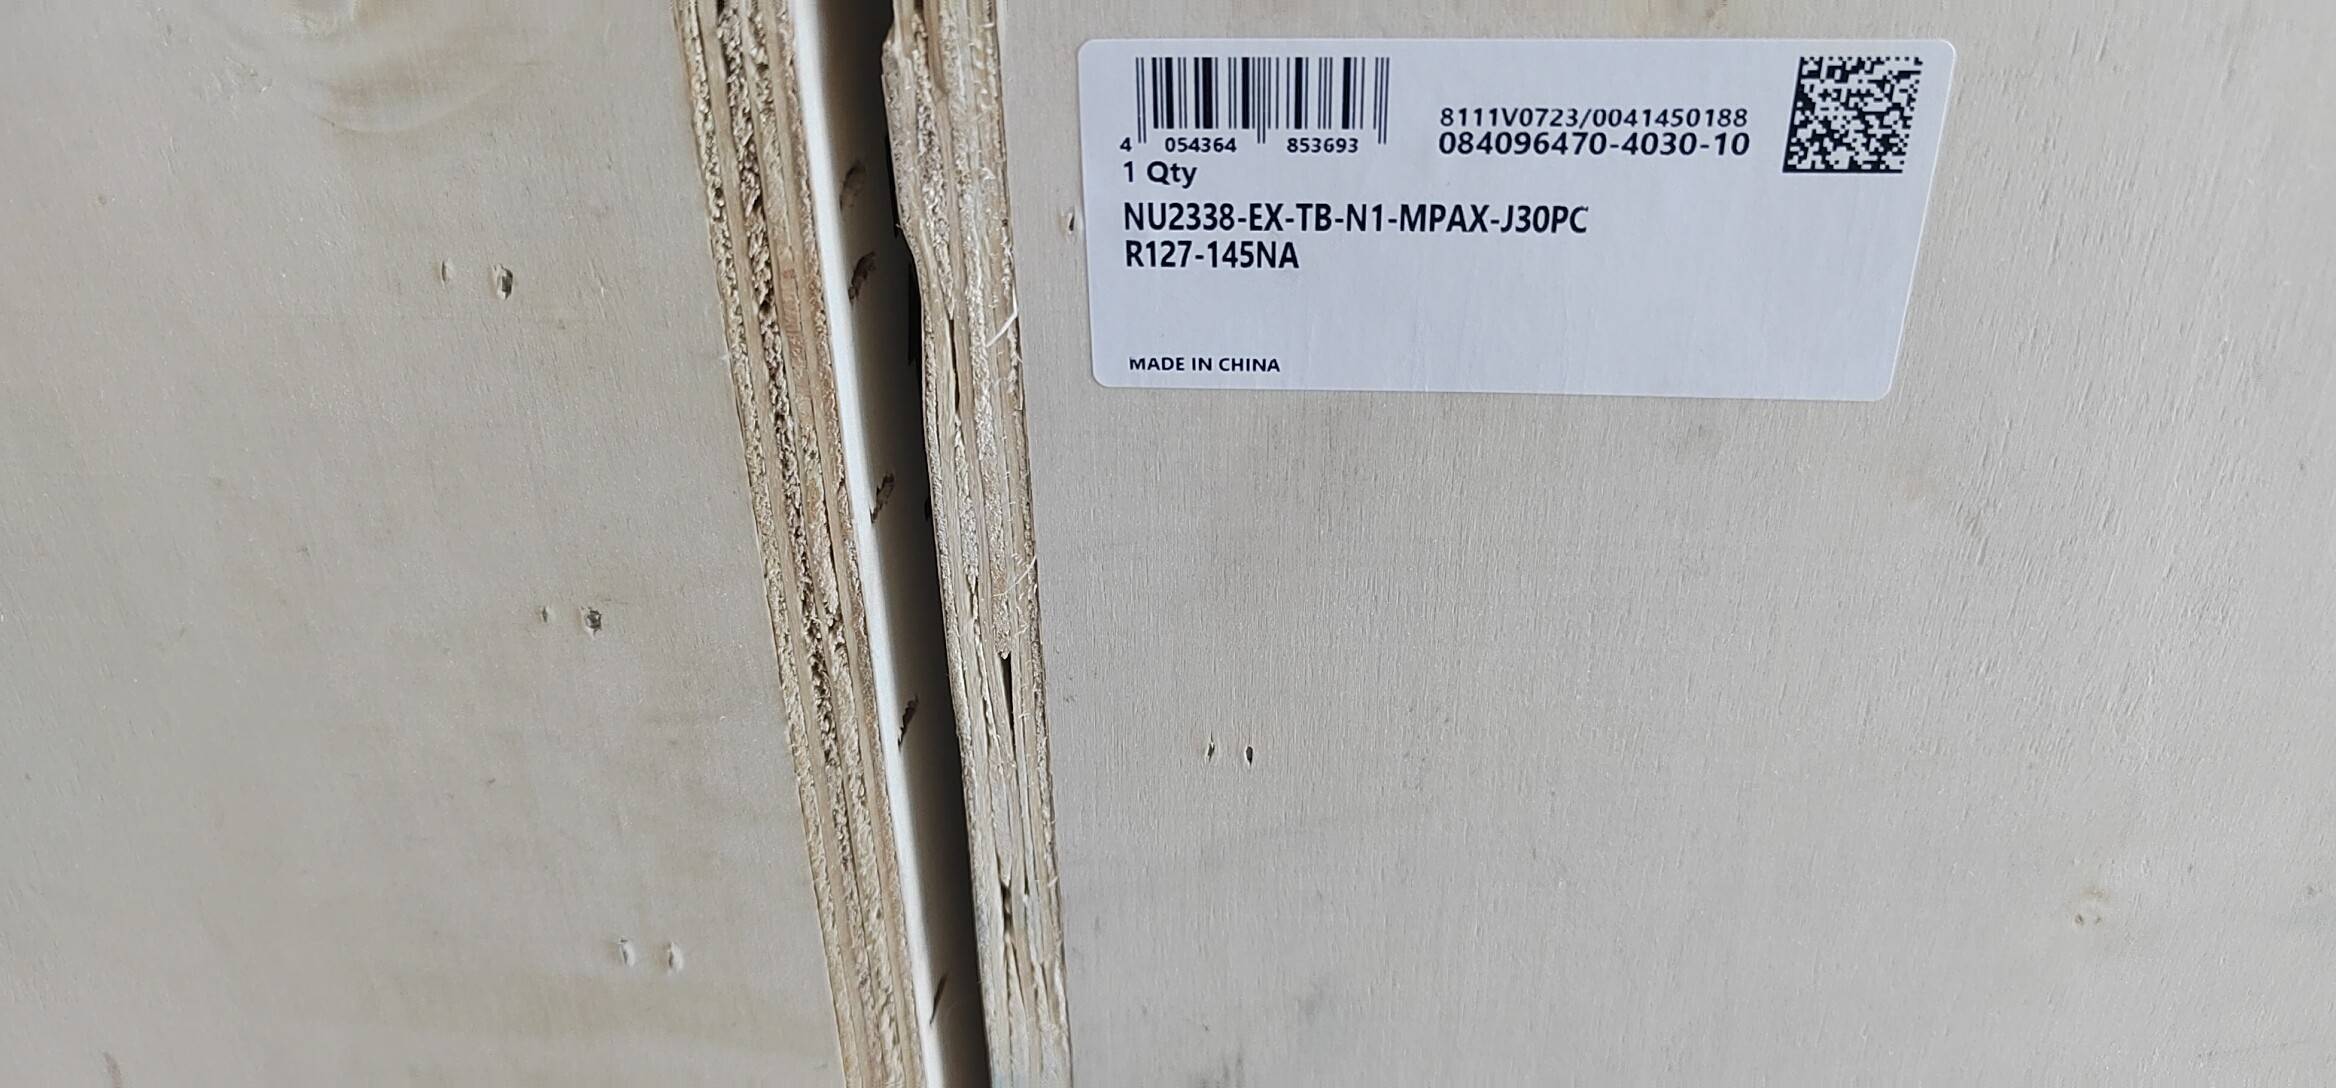 4 054364 853693
8111V0723/0041450188
084096470-4030-10
1 Qty
NU2338-EX-TB-N1-MPAX-J30PC
R127-145NA
MADE IN CHINA